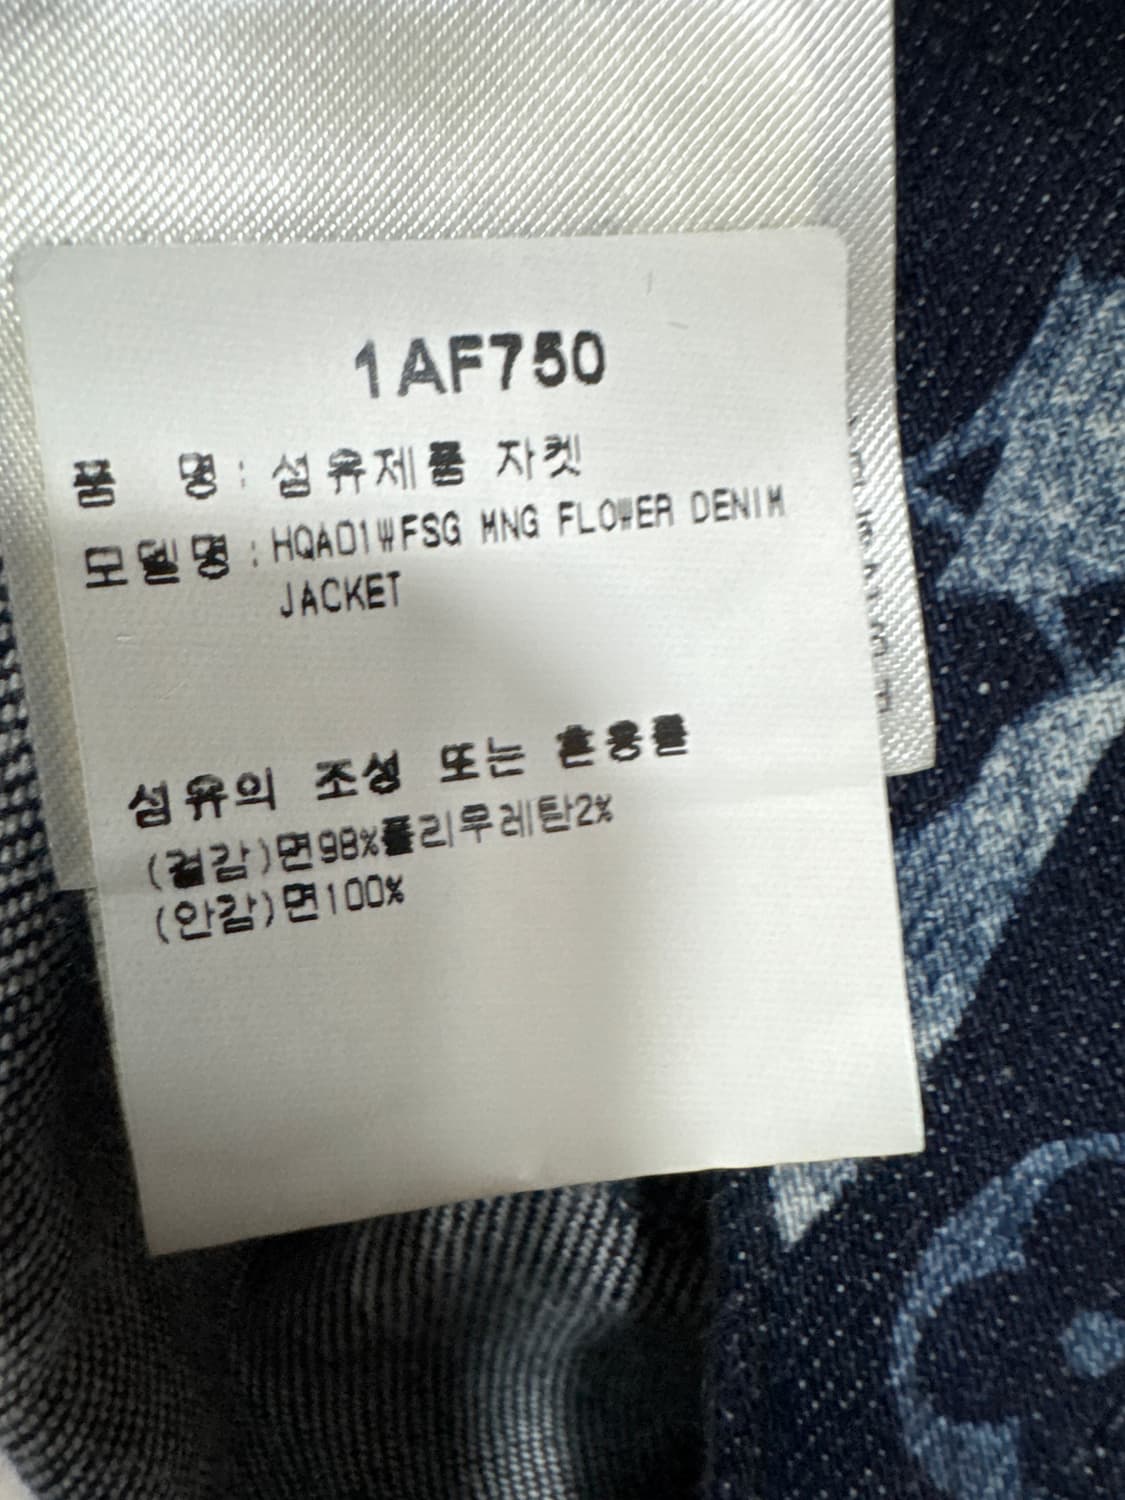 1AF750
품 명 : 섬유제품 자켓
모델명 : HQA01WFSG MNG FLOWER DENIM
JACKET
섬유의 조성 또는 혼용률
(겉감)면98%폴리우레탄2%
(안감)면100%